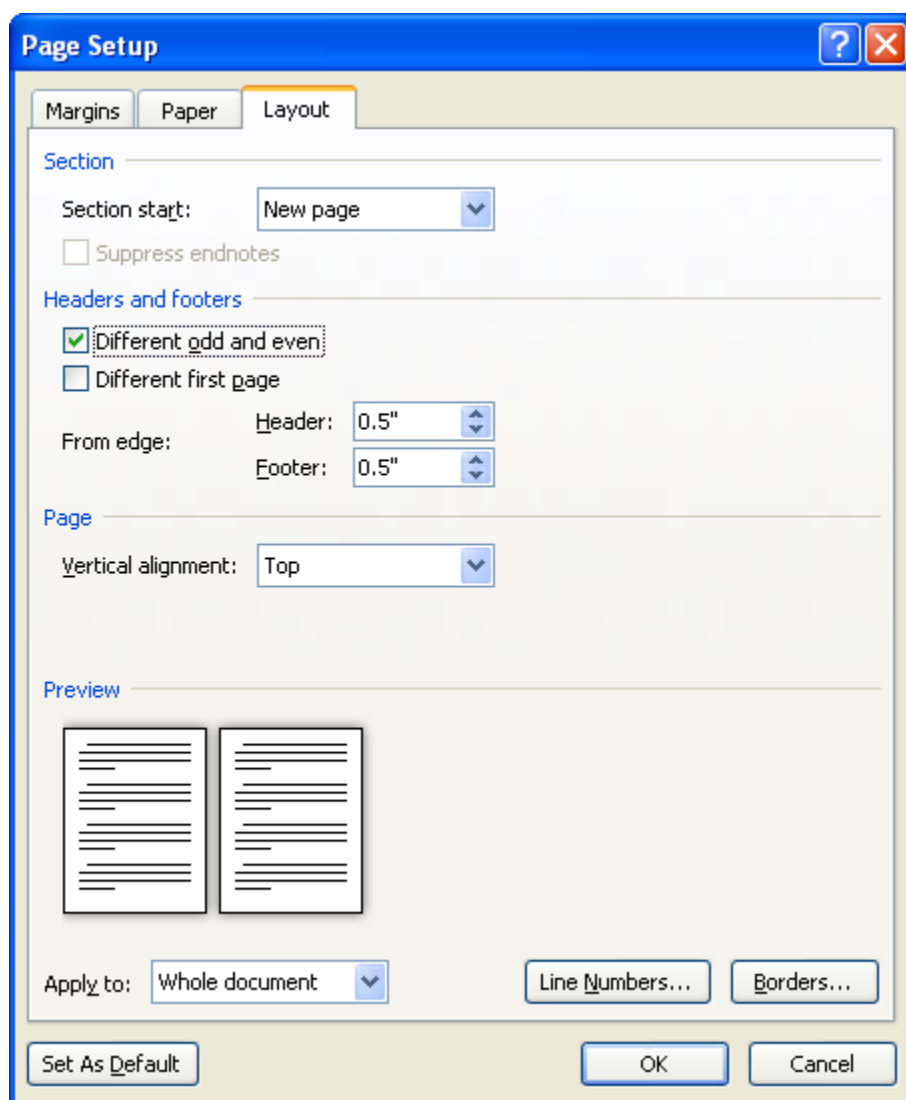 Page Setup
Margins Paper Layout
Section
Section start: New page
Suppress endnotes
Headers and footers
Different odd and even
Different first page
From edge:
Header: 0.5"
Footer: 0.5"
Page
Vertical alignment: Top
Preview
Apply to: Whole document Line Numbers... Borders...
Set As Default OK Cancel